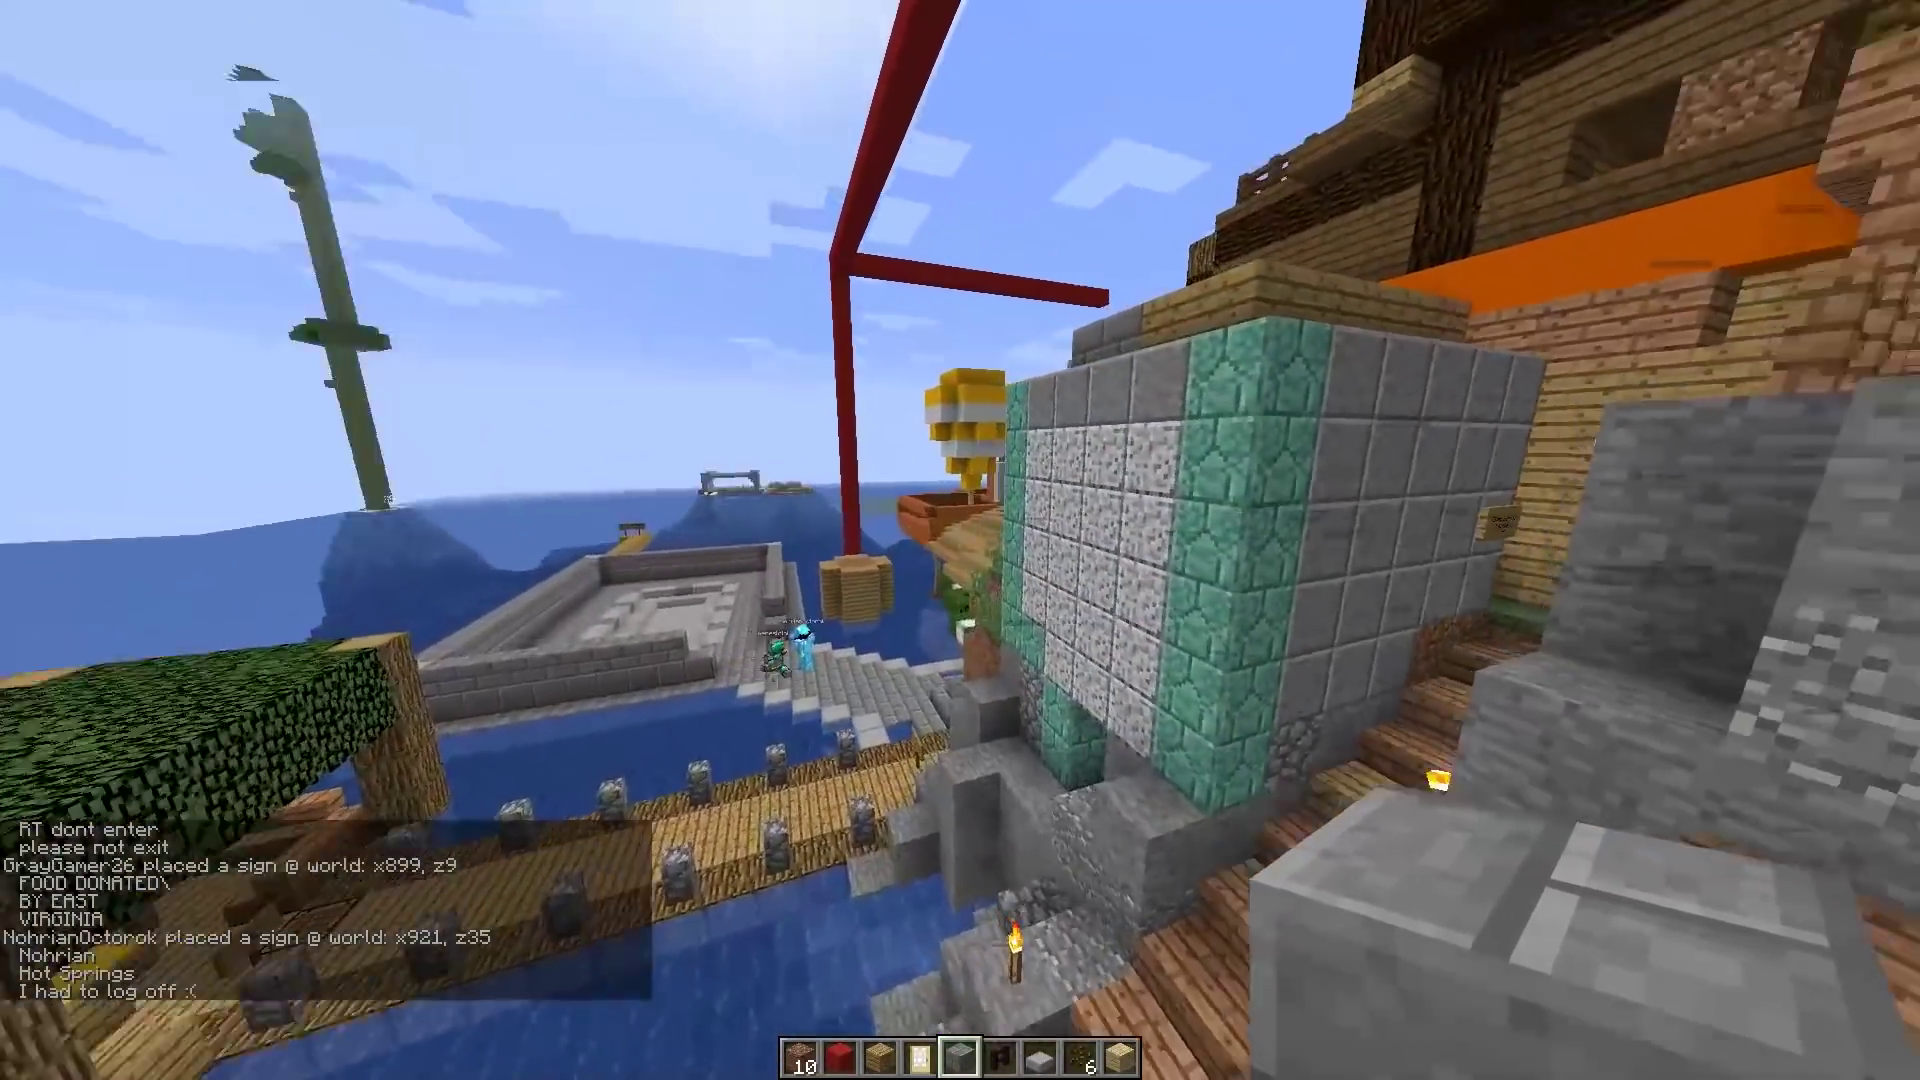 RT dont enter
please not exit
GrayGamer26 placed a sign @ world: x899, z9
FOOD DONATED\
BY EAST
VIRGINIA
NohrianOctorok placed a sign @ world: x921, z35
Nohrian
Hot Springs
I had to log off :(
10
6